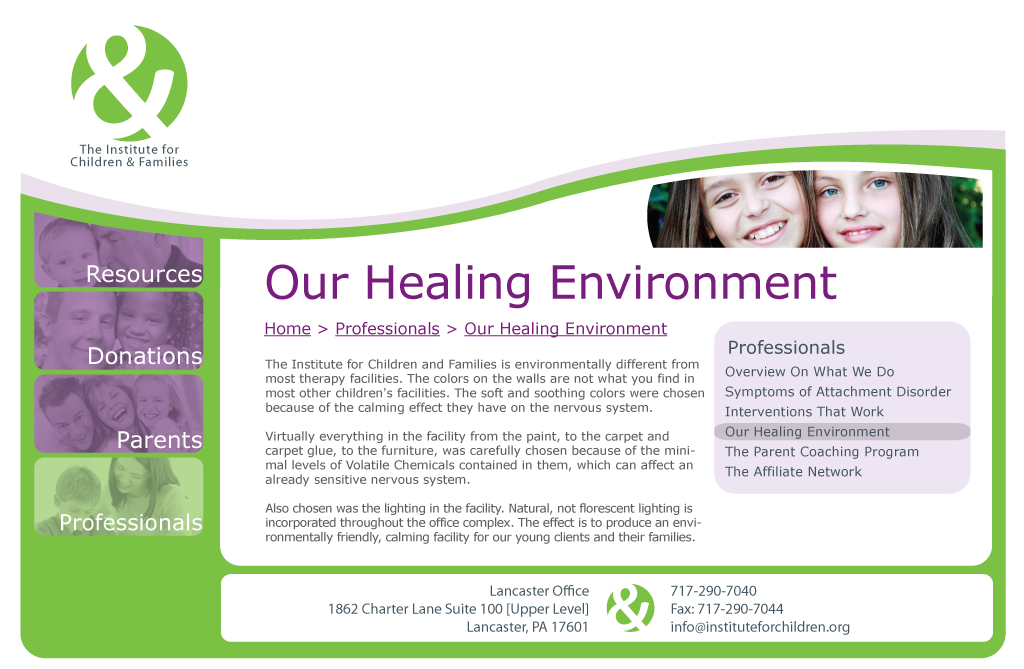 The Institute for
Children & Families
Resources
Donations
Parents
Professionals
Our Healing Environment
Home > Professionals > Our Healing Environment
The Institute for Children and Families is environmentally different from
most therapy facilities. The colors on the walls are not what you find in
most other children's facilities. The soft and soothing colors were chosen
because of the calming effect they have on the nervous system.
Virtually everything in the facility from the paint, to the carpet and
carpet glue, to the furniture, was carefully chosen because of the mini-
mal levels of Volatile Chemicals contained in them, which can affect an
already sensitive nervous system.
Also chosen was the lighting in the facility. Natural, not florescent lighting is
incorporated throughout the office complex. The effect is to produce an envi-
ronmentally friendly, calming facility for our young clients and their families.
Professionals
Overview On What We Do
Symptoms of Attachment Disorder
Interventions That Work
Our Healing Environment
The Parent Coaching Program
The Affiliate Network
Lancaster Office
1862 Charter Lane Suite 100 [Upper Level]
Lancaster, PA 17601
&
717-290-7040
Fax: 717-290-7044
info@instituteforchildren.org